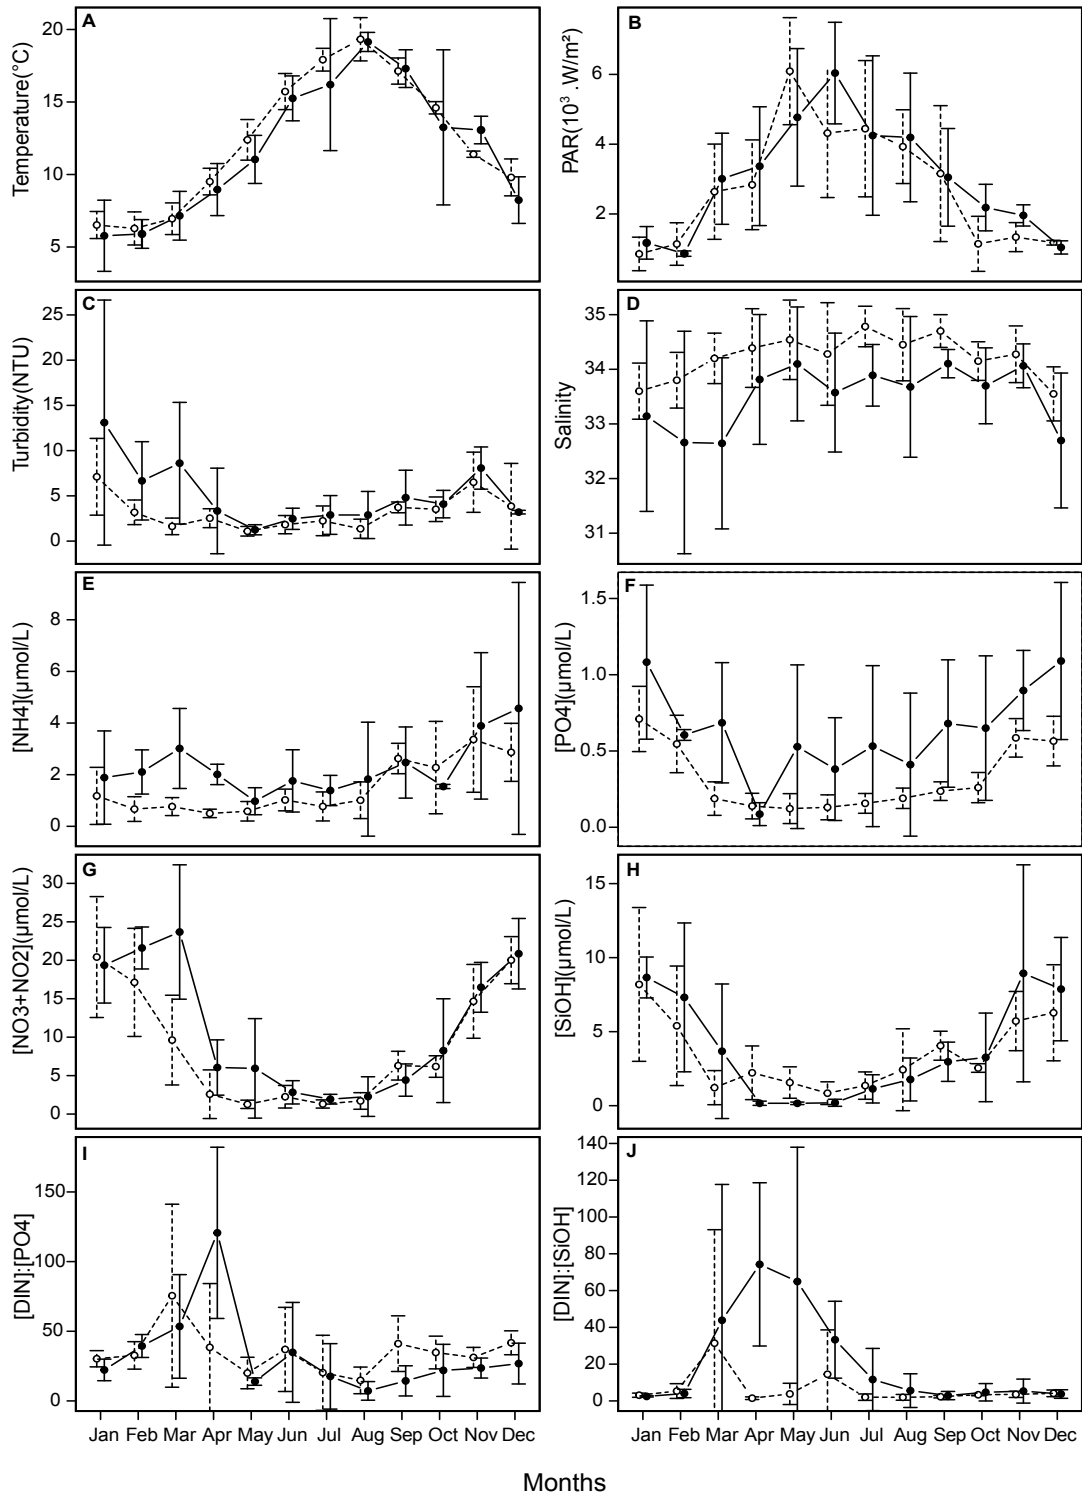 A
Temperature(°C)
20
15
10
5
B
PAR(10³ .W/m²)
6
4
2
C
Turbidity(NTU)
25
20
15
10
5
0
D
Salinity
35
34
33
32
31
E
[NH4](µmol/L)
8
6
4
2
0
F
[PO4](µmol/L)
1.5
1.0
0.5
0.0
G
[NO3+NO2](µmol/L)
30
25
20
15
10
5
0
H
[SiOH](µmol/L)
15
10
5
0
I
[DIN]:[PO4]
150
100
50
0
Jan Feb Mar Apr May Jun Jul Aug Sep Oct Nov Dec
J
[DIN]:[SiOH]
140
120
100
80
60
40
20
0
Jan Feb Mar Apr May Jun Jul Aug Sep Oct Nov Dec
Months